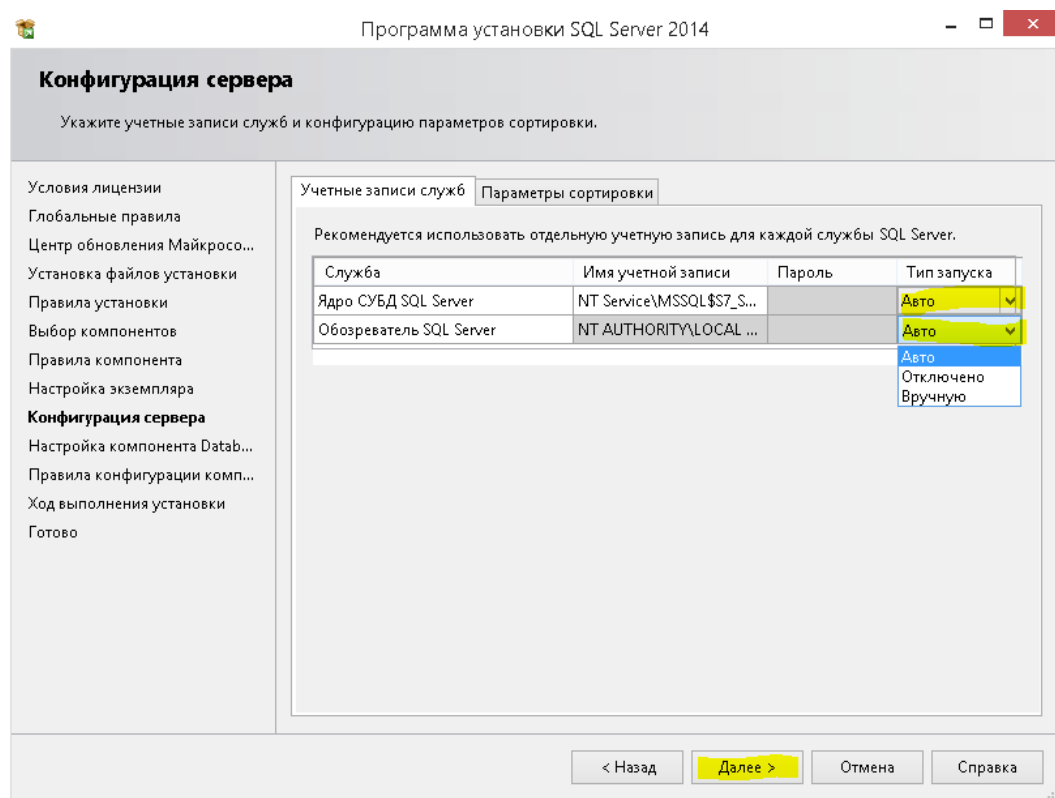 Программа установки SQL Server 2014
Конфигурация сервера
Укажите учетные записи служб и конфигурацию параметров сортировки.
Условия лицензии
Глобальные правила
Центр обновления Майкросо...
Установка файлов установки
Правила установки
Выбор компонентов
Правила компонента
Настройка экземпляра
Конфигурация сервера
Настройка компонента Datab...
Правила конфигурации комп...
Ход выполнения установки
Готово
Учетные записи служб Параметры сортировки
Рекомендуется использовать отдельную учетную запись для каждой службы SQL Server.
Служба Имя учетной записи Пароль Тип запуска
Ядро СУБД SQL Server NT Service\MSSQL$S7_S... Авто
Обозреватель SQL Server NT AUTHORITY\LOCAL ... Авто
Авто
Отключено
Вручную
< Назад Далее > Отмена Справка